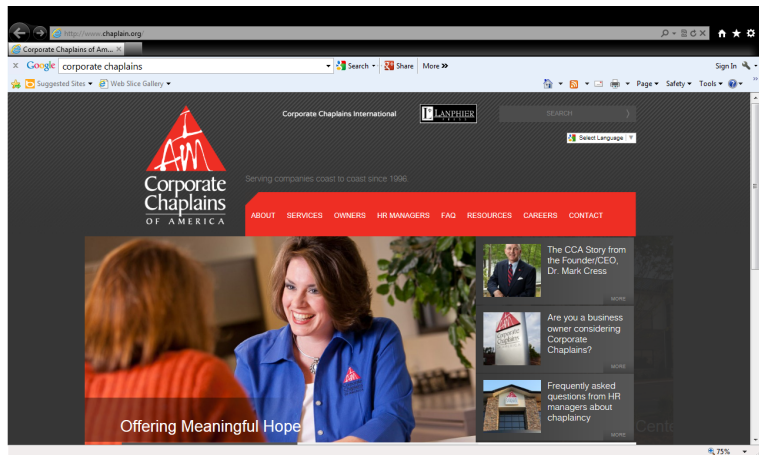 http://www.chaplain.org/
Corporate Chaplains of Am...
Google corporate chaplains Search Share More Sign In
Suggested Sites Web Slice Gallery Page Safety Tools
Corporate Chaplains International LANPHIER PRESS SEARCH
Select Language
Serving companies coast to coast since 1996.
Corporate
Chaplains
OF AMERICA
ABOUT SERVICES OWNERS HR MANAGERS FAQ RESOURCES CAREERS CONTACT
The CCA Story from
the Founder/CEO,
Dr. Mark Cress
MORE
Are you a business
owner considering
Corporate
Chaplains?
MORE
Frequently asked
questions from HR
managers about
chaplaincy
MORE
Offering Meaningful Hope
75%